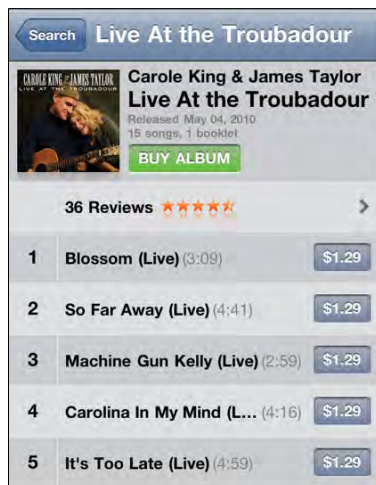 Search
Live At the Troubadour
CAROLE KING & JAMES TAYLOR
LIVE AT THE TROUBADOUR
Carole King & James Taylor
Live At the Troubadour
Released May 04, 2010
15 songs, 1 booklet
BUY ALBUM
36 Reviews
1 Blossom (Live) (3:09) $1.29
2 So Far Away (Live) (4:41) $1.29
3 Machine Gun Kelly (Live) (2:59) $1.29
4 Carolina In My Mind (L... (4:16) $1.29
5 It's Too Late (Live) (4:59) $1.29